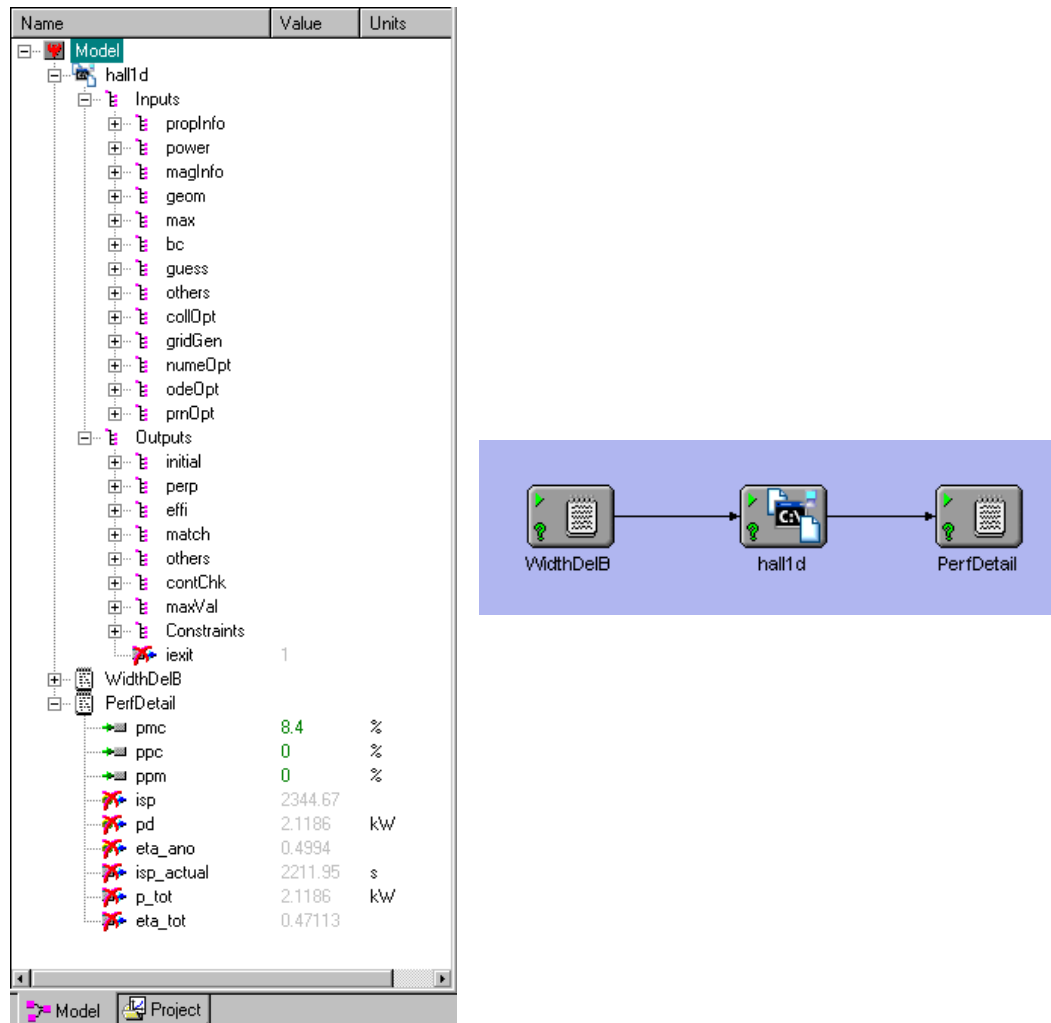 Name Value Units
Model
hall1d
Inputs
propInfo
power
magInfo
geom
max
bc
guess
others
collOpt
gridGen
numeOpt
odeOpt
prnOpt
Outputs
initial
perp
effi
match
others
contChk
maxVal
Constraints
iexit 1
WidthDelB
PerfDetail
pmc 8.4 %
ppc 0 %
ppm 0 %
isp 2344.67
pd 2.1186 kW
eta_ano 0.4994
isp_actual 2211.95 s
p_tot 2.1186 kW
eta_tot 0.47113
Model Project
C:\
WidthDelB hall1d PerfDetail